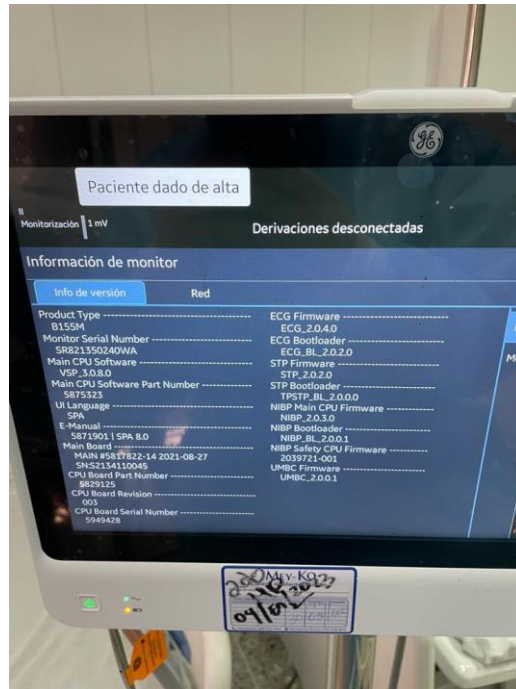 GE
Paciente dado de alta
Monitorización 1 mV
Derivaciones desconectadas
Información de monitor
Info de versión
Red
Product Type
B155M
Monitor Serial Number
SR821350240WA
Main CPU Software
VSP_3.0.8.0
Main CPU Software Part Number
5875323
UI Language
SPA
E-Manual
5871901 | SPA 8.0
Main Board
MAIN #5817822-14 2021-08-27
SN:S2134110045
CPU Board Part Number
5829125
CPU Board Revision
003
CPU Board Serial Number
5949428
ECG Firmware
ECG_2.0.4.0
ECG Bootloader
ECG_BL_2.0.2.0
STP Firmware
STP_2.0.2.0
STP Bootloader
TPSTP_BL_2.0.0.0
NIBP Main CPU Firmware
NIBP_2.0.3.0
NIBP Bootloader
NIBP_BL_2.0.0.1
NIBP Safety CPU Firmware
2039721-001
UMBC Firmware
UMBC_2.0.0.1